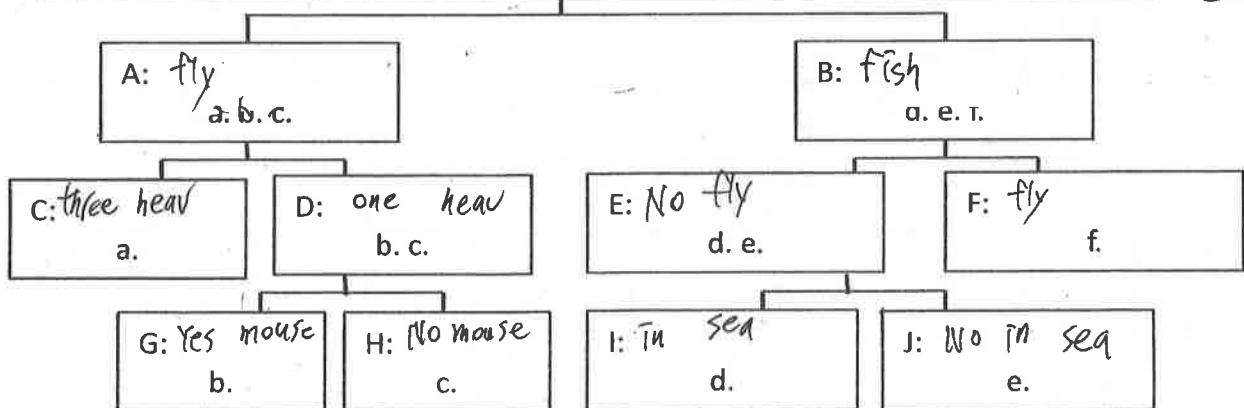 A: fly
a. b. c.
B: fish
a. e. f.
C: three heav
a.
D: one heav
b. c.
E: No fly
d. e.
F: fly
f.
G: Yes mouse
b.
H: No mouse
c.
I: in sea
d.
J: No in sea
e.